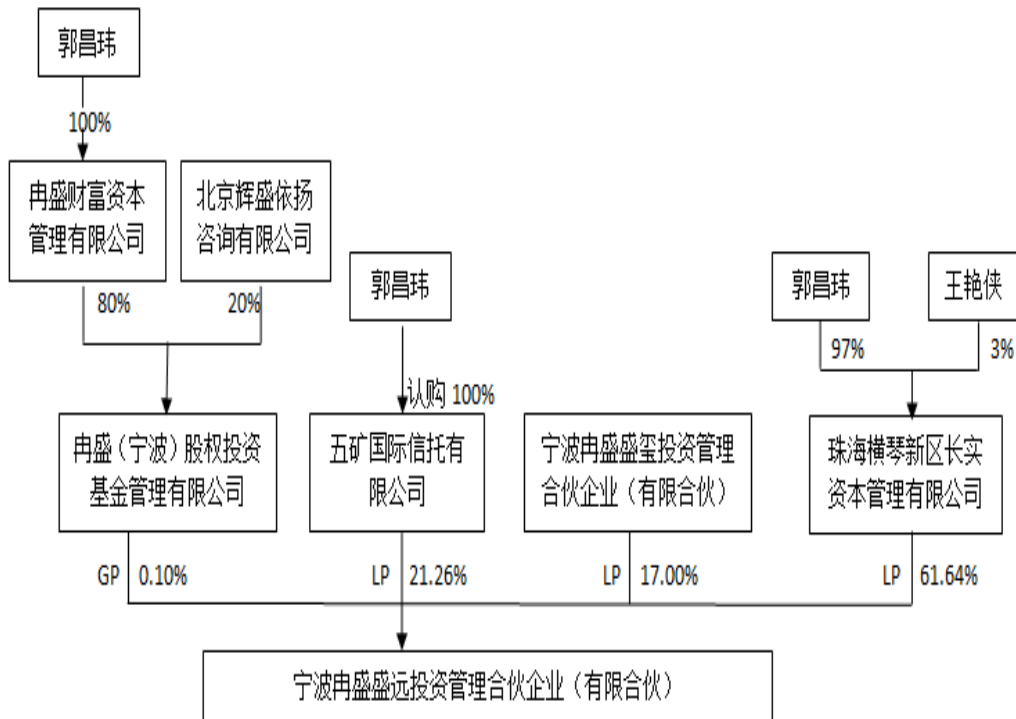 郭昌玮
100%
冉盛财富资本
管理有限公司
北京辉盛依扬
咨询有限公司
80%
20%
郭昌玮
郭昌玮
王艳侠
97%
3%
认购 100%
冉盛（宁波）股权投资
基金管理有限公司
五矿国际信托有
限公司
宁波冉盛盛玺投资管理
合伙企业（有限合伙）
珠海横琴新区长实
资本管理有限公司
GP 0.10%
LP 21.26%
LP 17.00%
LP 61.64%
宁波冉盛盛远投资管理合伙企业（有限合伙）